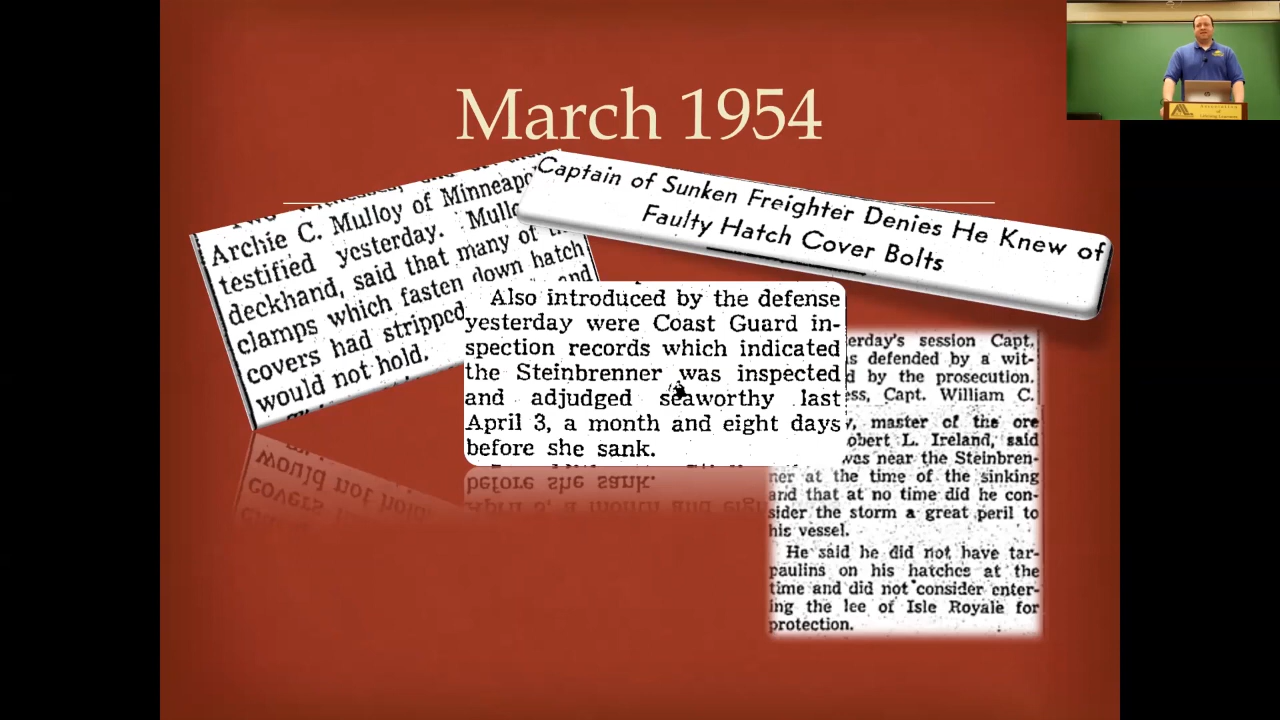 March 1954
Archie C. Mulloy of
testified yesterday.
deckhand, said that many of
clamps which fasten down hatch
covers had stripped and
would not hold.
Captain of Sunken Freighter Denies He Knew of
Faulty Hatch Cover Bolts
Also introduced by the defense
yesterday were Coast Guard in-
spection records which indicated
the Steinbrenner was inspected
and adjudged seaworthy last
April 3, a month and eight days
before she sank.
session Capt.
defended by a wit-
by the prosecution.
Capt. William C.
master of the ore
L. Ireland, said
was near the Steinbren-
ner at the time of the sinking
and that at no time did he con-
sider the storm a great peril to
his vessel.
He said he did not have tar-
paulins on his hatches at the
time and did not consider enter-
ing the lee of Isle Royale for
protection.